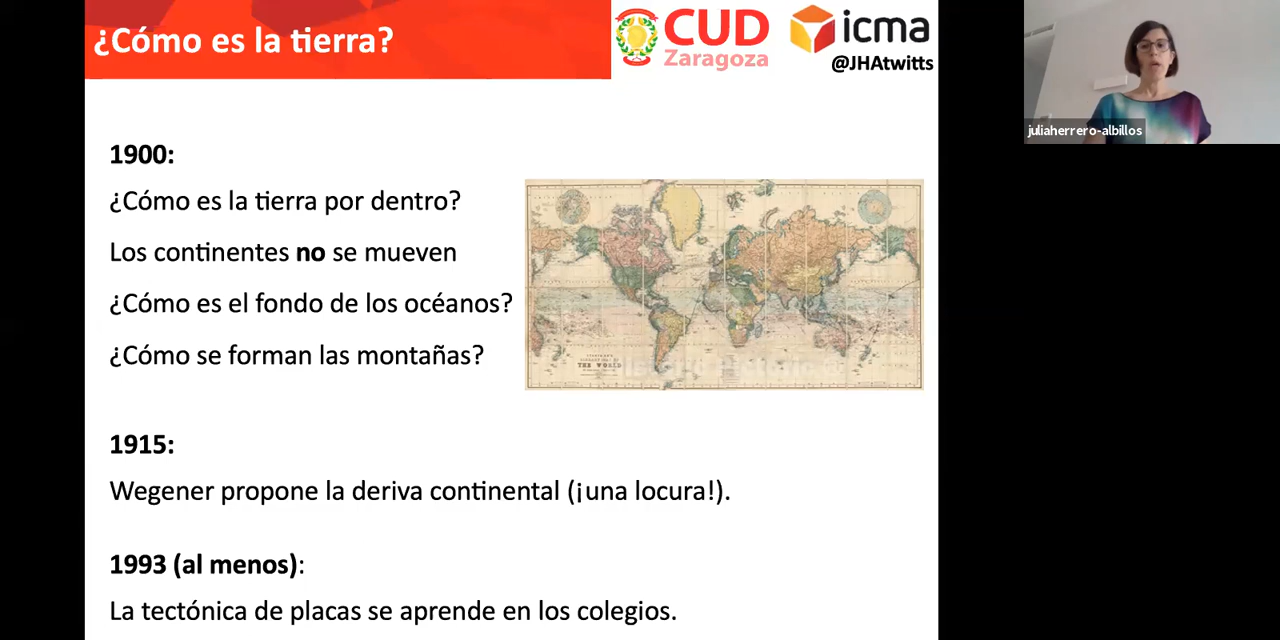 ¿Cómo es la tierra?
CUD
Zaragoza
icma
@JHAtwitts
juliaherrero-albillos
1900:
¿Cómo es la tierra por dentro?
Los continentes no se mueven
¿Cómo es el fondo de los océanos?
¿Cómo se forman las montañas?
THE WORLD
1915:
Wegener propone la deriva continental (¡una locura!).
1993 (al menos):
La tectónica de placas se aprende en los colegios.